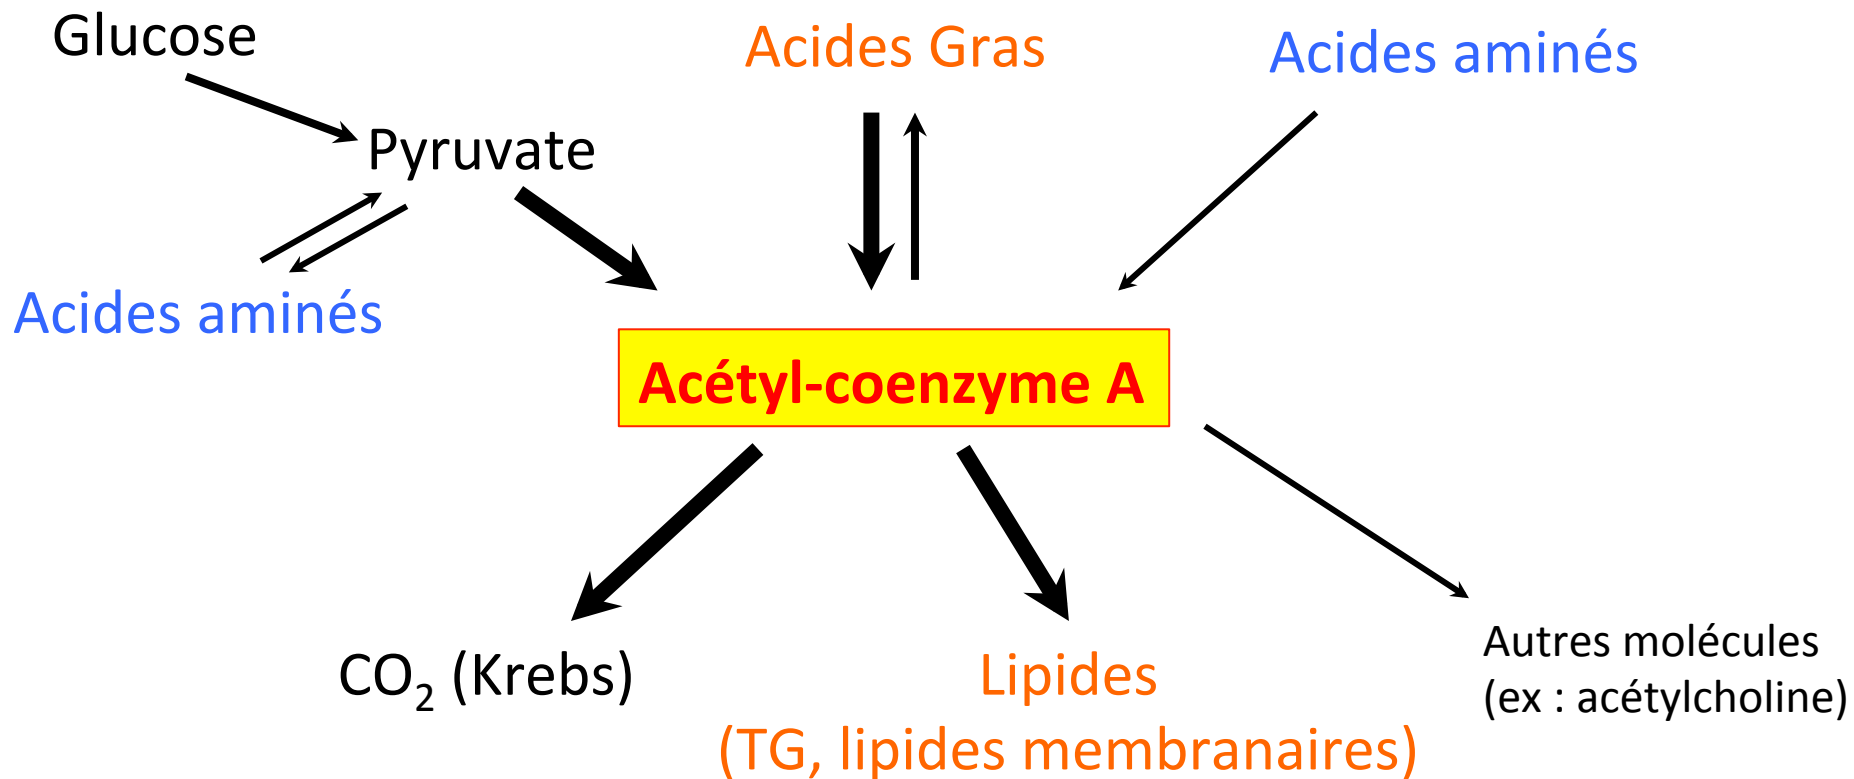 Glucose
Acides Gras
Acides aminés
Pyruvate
Acides aminés
Acétyl-coenzyme A
CO₂ (Krebs)
Lipides
(TG, lipides membranaires)
Autres molécules
(ex : acétylcholine)